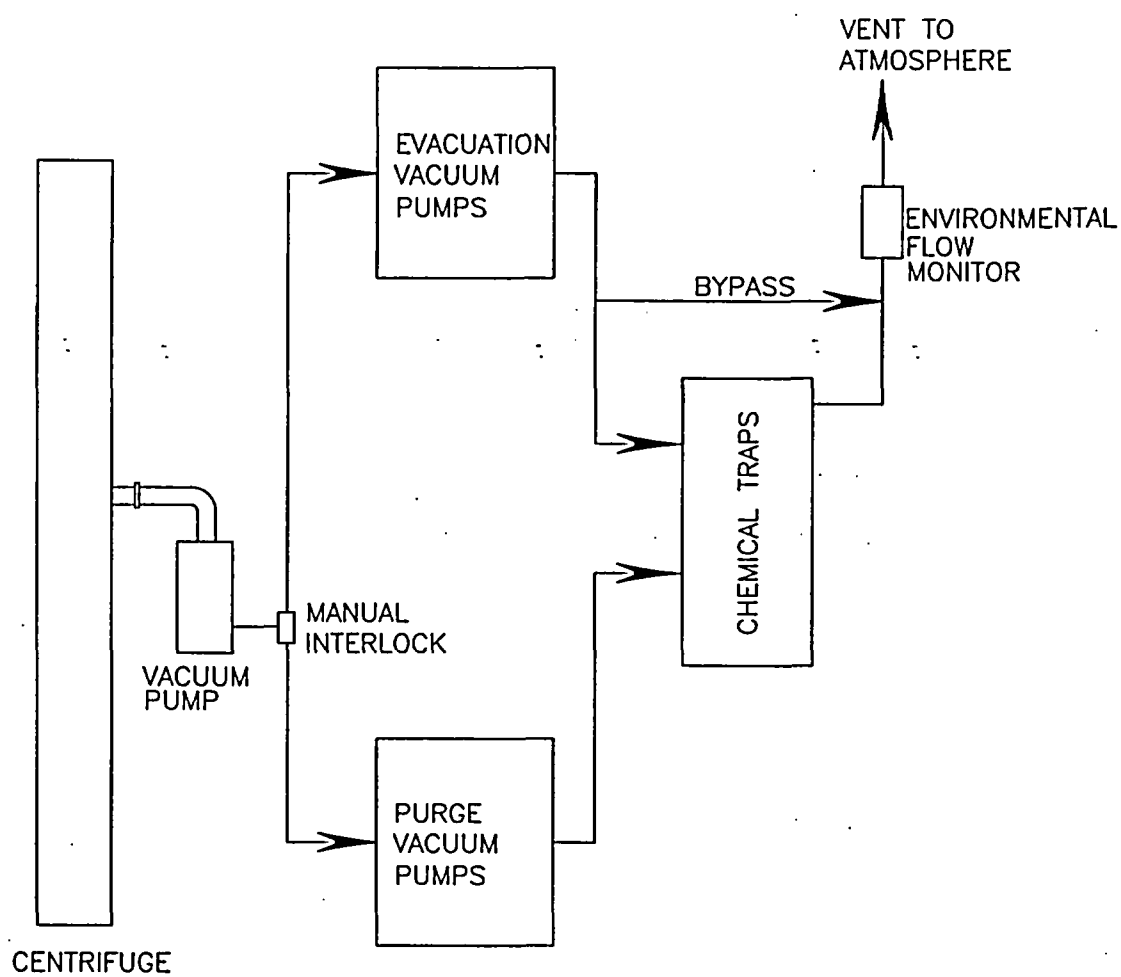 VENT TO
ATMOSPHERE
EVACUATION
VACUUM
PUMPS
ENVIRONMENTAL
FLOW
MONITOR
BYPASS
CHEMICAL TRAPS
MANUAL
INTERLOCK
VACUUM
PUMP
PURGE
VACUUM
PUMPS
CENTRIFUGE